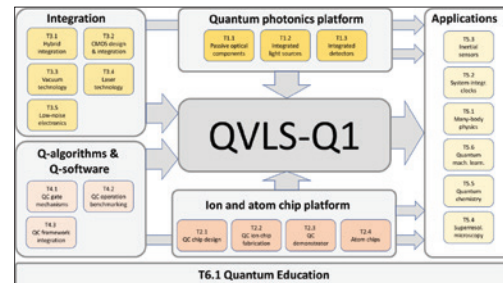 Integration
T3.1
Hybrid
integration
T3.2
CMOS design
& integration
T3.3
Vacuum
technology
T3.4
Laser
technology
T3.5
Low-noise
electronics
Q-algorithms &
Q-software
T4.1
QC gate
mechanisms
T4.2
QC operation
benchmarking
T4.3
QC framework
integration
Quantum photonics platform
T1.1
Passive optical
components
T1.2
Integrated
light sources
T1.3
Integrated
detectors
QVLS-Q1
Ion and atom chip platform
T2.1
QC chip design
T2.2
QC ion-chip
fabrication
T2.3
QC
demonstrator
T2.4
Atom chips
Applications
T5.3
Inertial
sensors
T5.2
System-integr.
clocks
T5.1
Many-body
physics
T5.6
Quantum
mach. learn.
T5.5
Quantum
chemistry
T5.4
Superresol.
microscopy
T6.1 Quantum Education